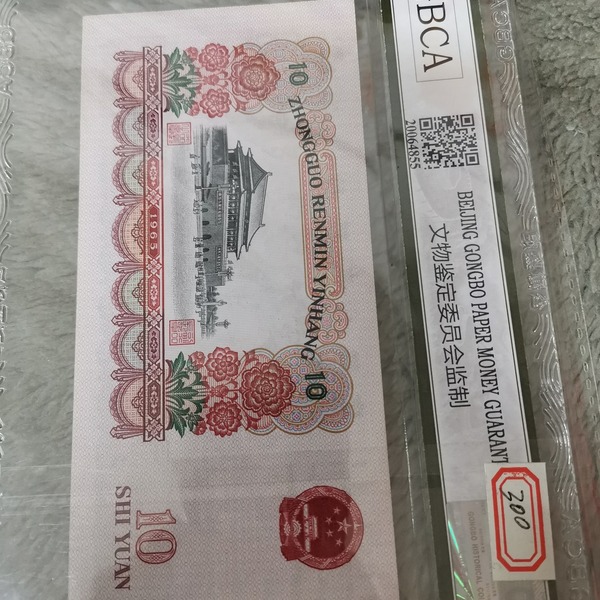 10 ZHONGGUO RENMIN YINHANG 10
1965
10
SHI YUAN
BCA
20064855
BEIJING GONGBO PAPER MONEY GUARANT
文物鉴定委员会监制
300